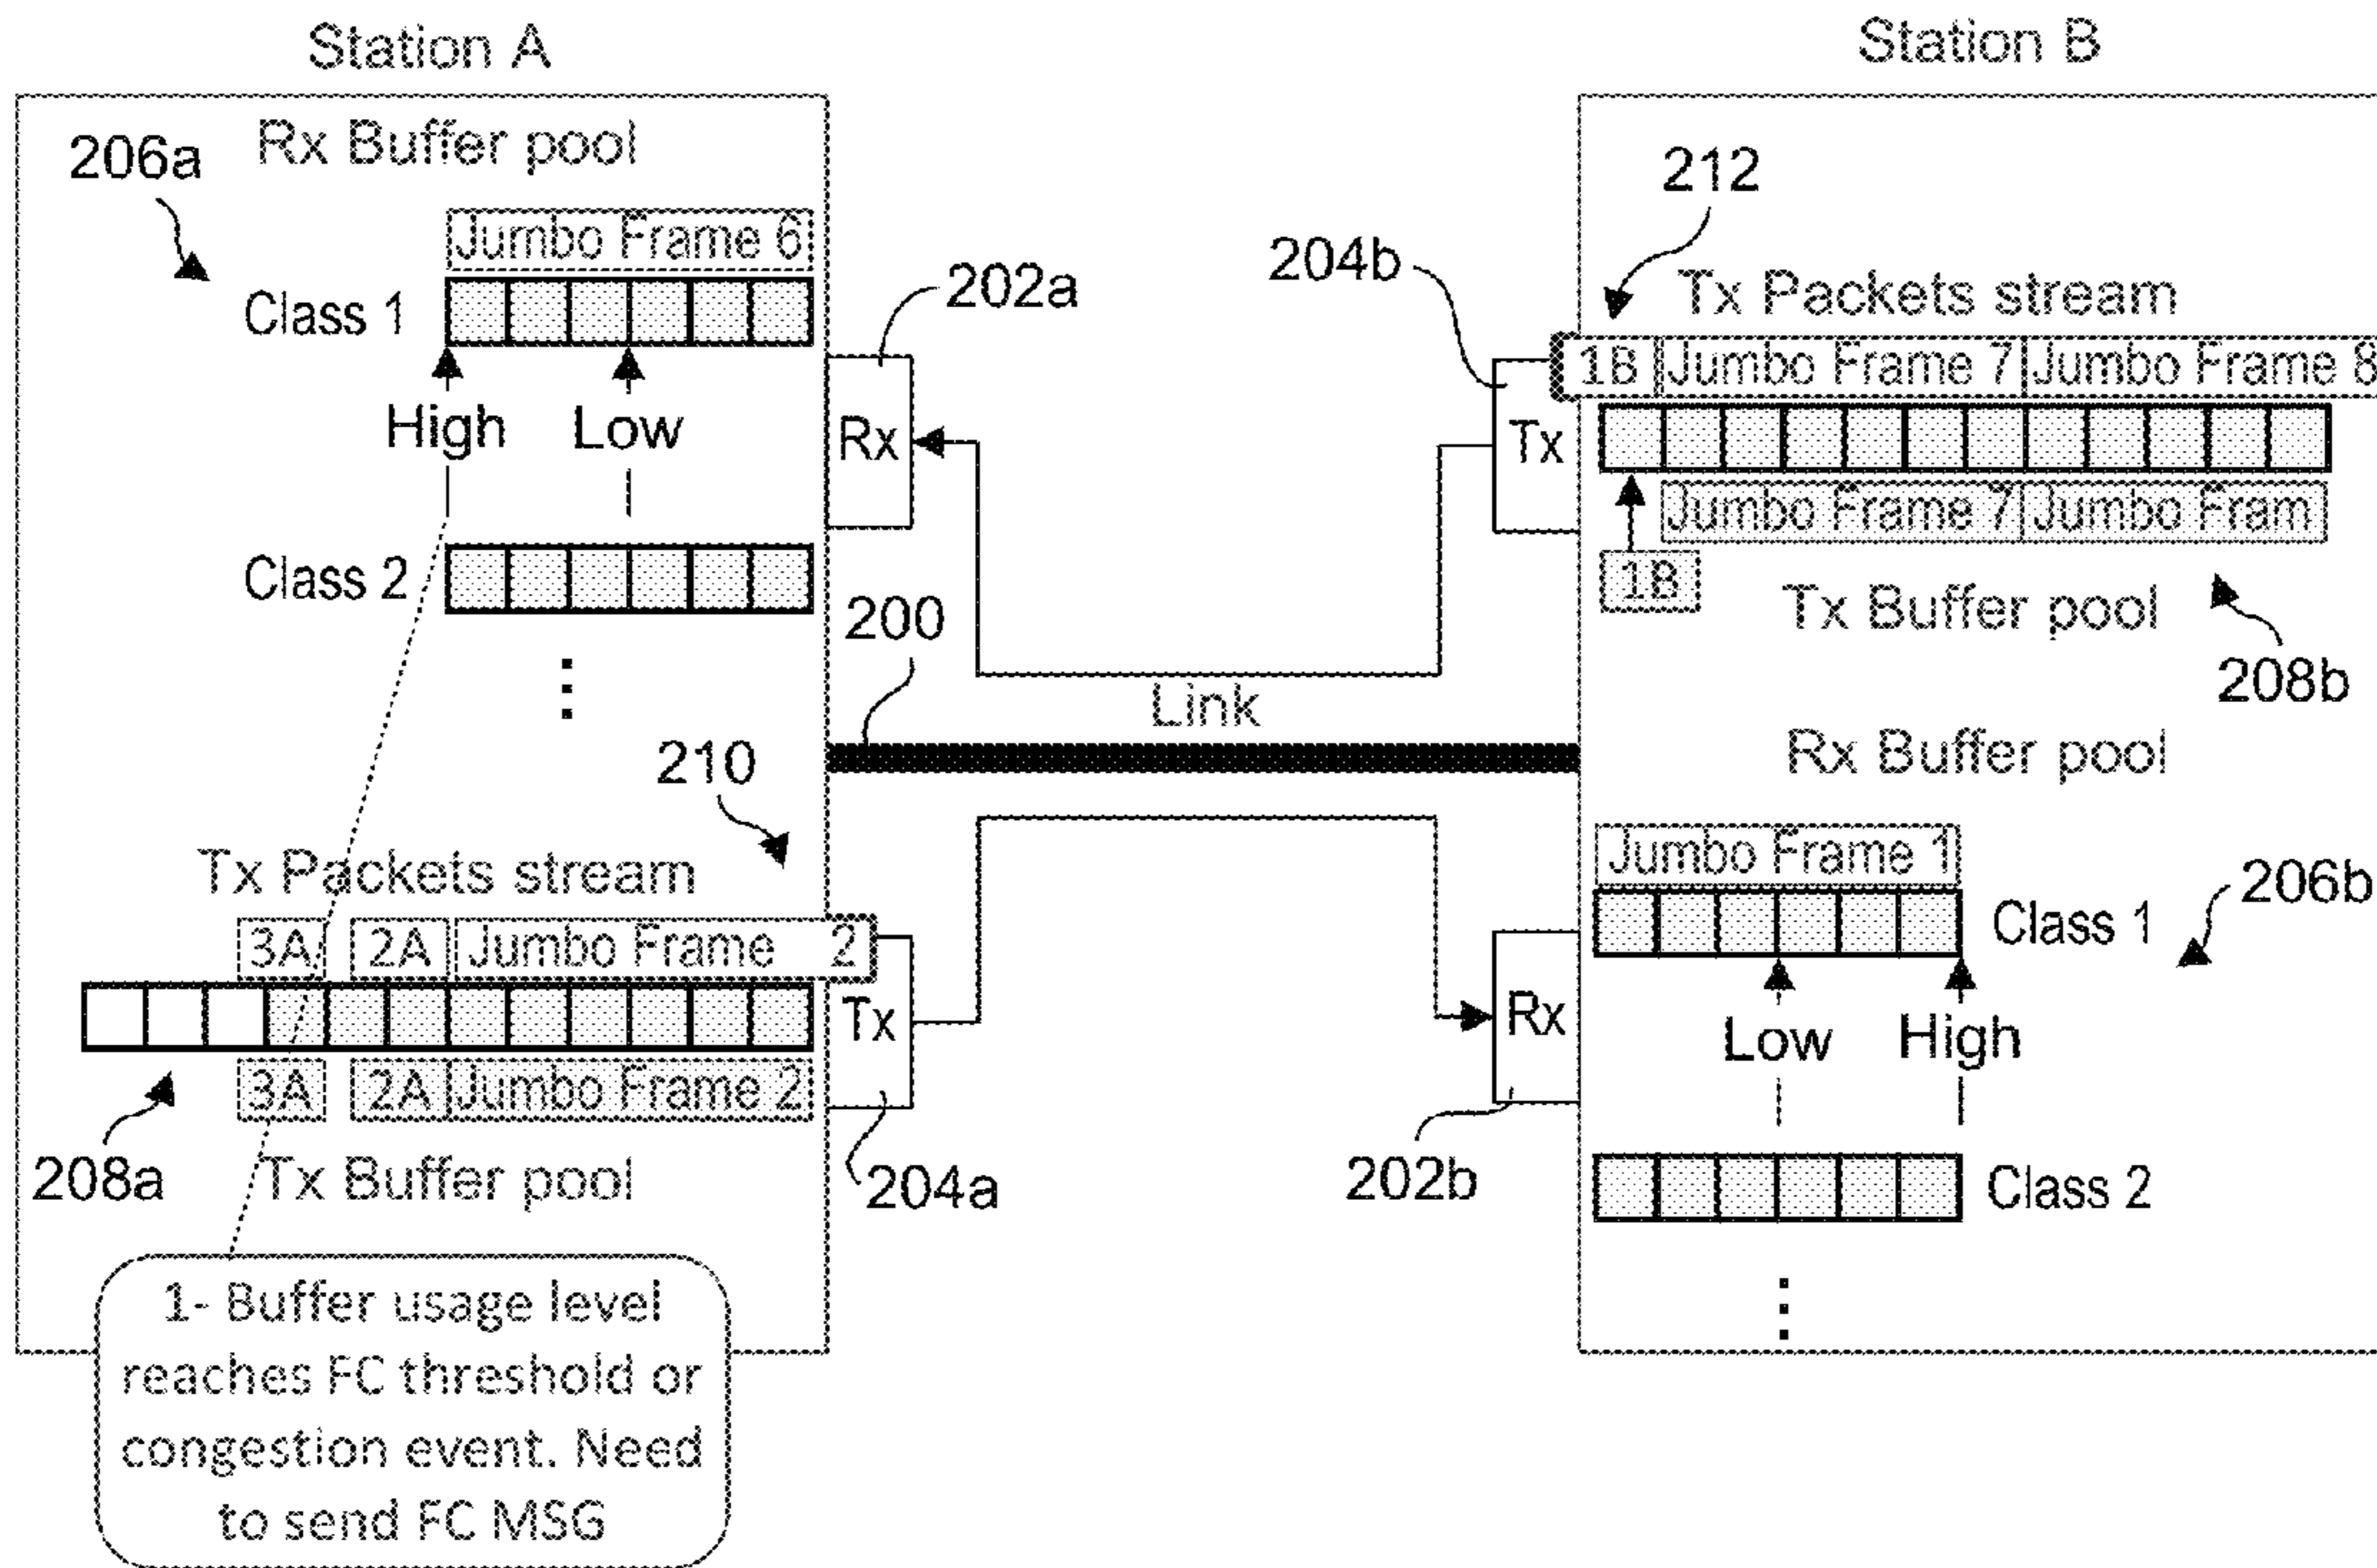 Station A
Station B
Rx Buffer pool
206a
Jumbo Frame 6
Class 1
202a
High
Low
Rx
Class 2
200
210
Tx Packets stream
3A
2A
Jumbo Frame 2
Tx
3A
2A
Jumbo Frame 2
208a
Tx Buffer pool
204a
1- Buffer usage level
reaches FC threshold or
congestion event. Need
to send FC MSG
Link
212
204b
Tx Packets stream
1B
Jumbo Frame 7
Jumbo Frame 8
Tx
Jumbo Frame 7
Jumbo Fram
1B
Tx Buffer pool
208b
Rx Buffer pool
Jumbo Frame 1
Class 1
206b
Rx
Low
High
202b
Class 2